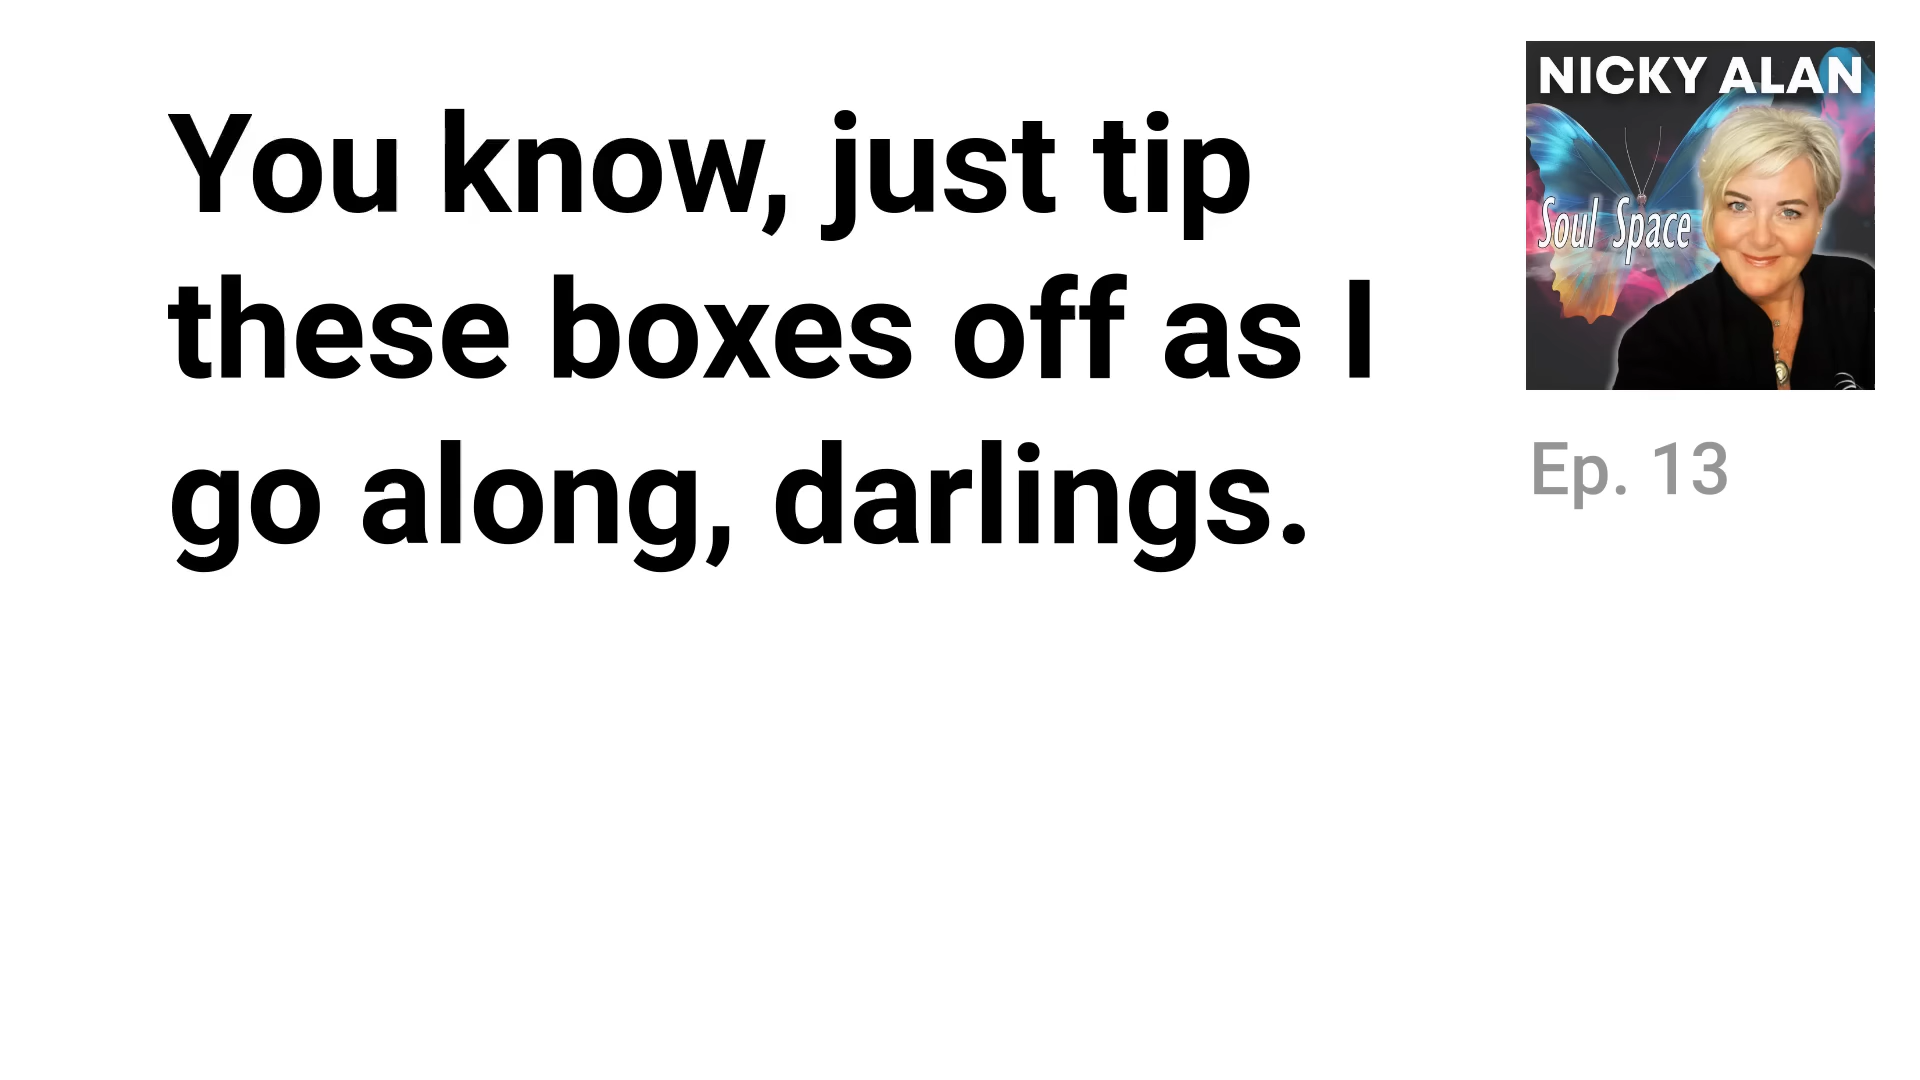 You know, just tip
these boxes off as I
go along, darlings.
NICKY ALAN
Soul Space
Ep. 13